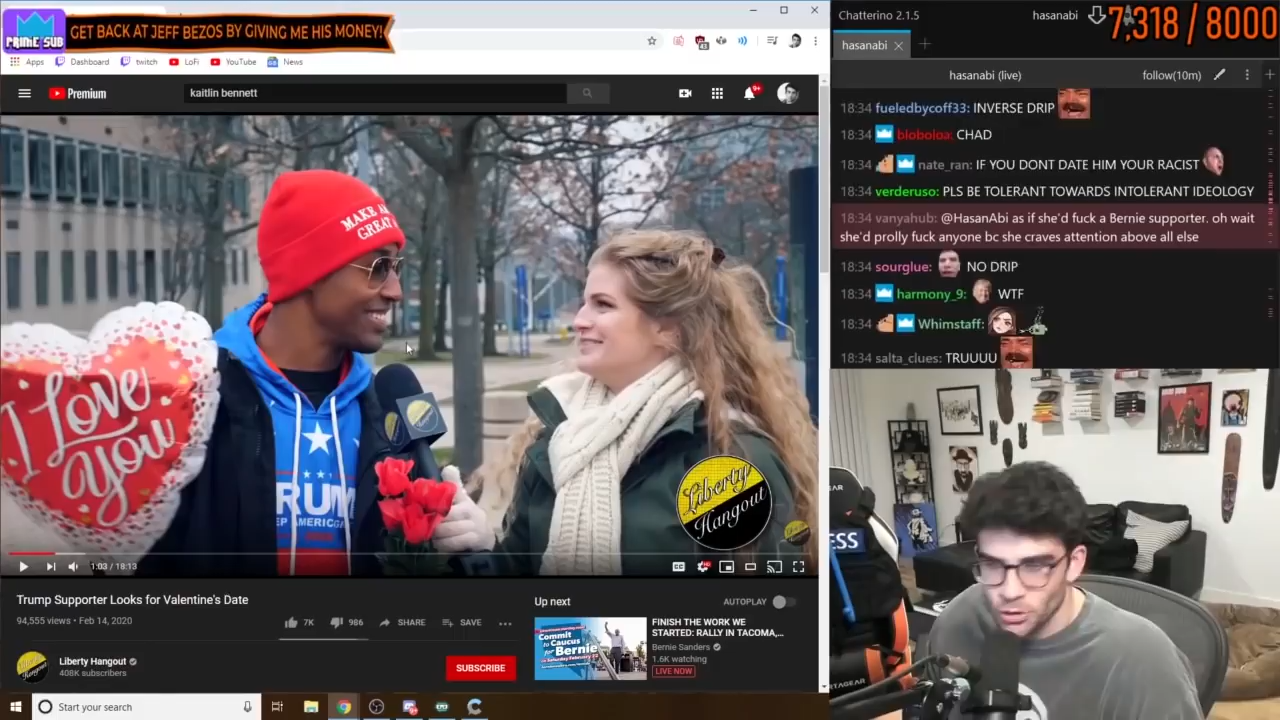 PRIME SUB
GET BACK AT JEFF BEZOS BY GIVING ME HIS MONEY!
Apps
Dashboard
twitch
LoFi
YouTube
News
Premium
kaitlin bennett
9+
MAKE AM
GREAT
I Love
You
TRUM
EP AMERICA
Liberty
Hangout
1:03 / 18:13
Trump Supporter Looks for Valentine's Date
94,555 views • Feb 14, 2020
7K
986
SHARE
SAVE
Liberty Hangout
408K subscribers
SUBSCRIBE
Up next
AUTOPLAY
Commit to
Caucus
for Bernie
FINISH THE WORK WE
STARTED: RALLY IN TACOMA,...
Bernie Sanders
1.6K watching
LIVE NOW
Start your search
Chatterino 2.1.5
hasanabi
7,318 / 8000
hasanabi
hasanabi (live)
follow(10m)
18:34 fueledbycoff33: INVERSE DRIP
18:34 bloboloa: CHAD
18:34 nate_ran: IF YOU DONT DATE HIM YOUR RACIST
18:34 verderuso: PLS BE TOLERANT TOWARDS INTOLERANT IDEOLOGY
18:34 vanyahub: @HasanAbi as if she'd fuck a Bernie supporter. oh wait
she'd prolly fuck anyone bc she craves attention above all else
18:34 sourglue: NO DRIP
18:34 harmony_9: WTF
18:34 Whimstaff:
18:34 salta_clues: TRUUUU